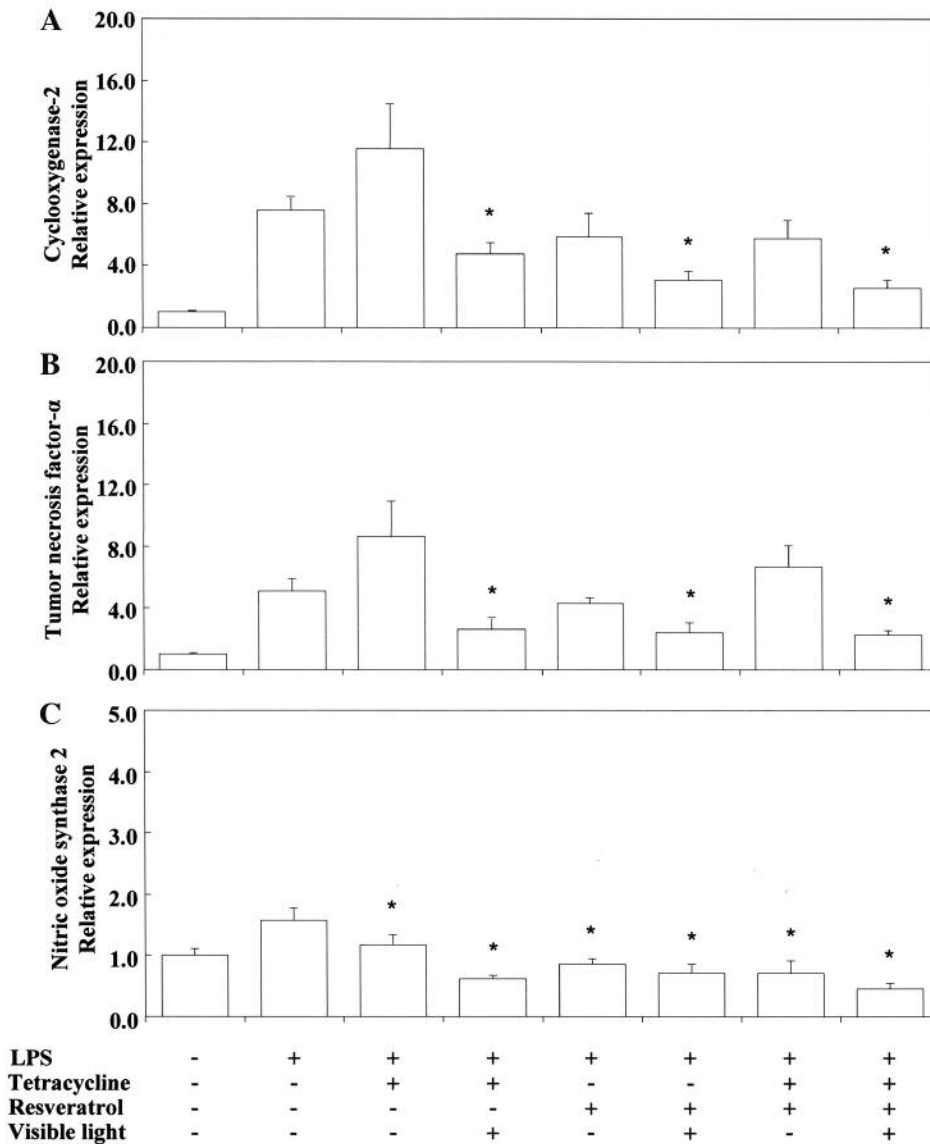 A
Cyclooxygenase-2
Relative expression
20.0
16.0
12.0
8.0
4.0
0.0
* * *
B
Tumor necrosis factor-α
Relative expression
20.0
16.0
12.0
8.0
4.0
0.0
* * *
C
Nitric oxide synthase 2
Relative expression
5.0
4.0
3.0
2.0
1.0
0.0
* * * * * *
LPS - + + + + + + +
Tetracycline - - + + - - + +
Resveratrol - - - - + + + +
Visible light - - - + - + - +